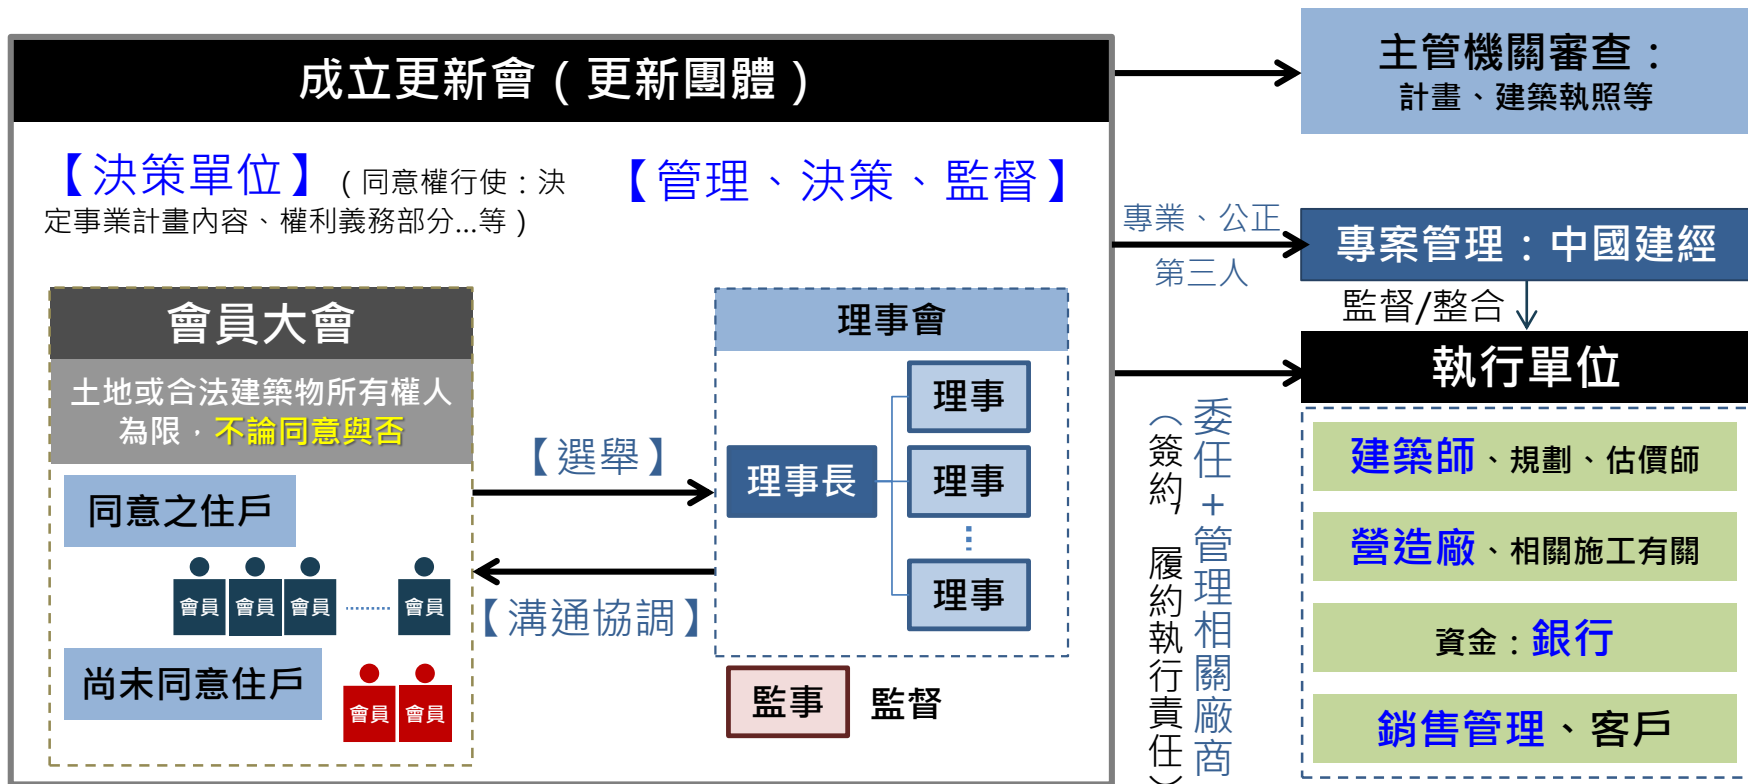 成立更新會（更新團體）
【決策單位】（同意權行使：決
定事業計畫內容、權利義務部分...等）
【管理、決策、監督】
會員大會
土地或合法建築物所有權人
為限，不論同意與否
同意之住戶
會員 會員 會員 ........ 會員
尚未同意住戶
會員 會員
【選舉】
【溝通協調】
理事會
理事長
理事
理事
⋮
理事
監事 監督
主管機關審查：
計畫、建築執照等
專業、公正
第三人
專案管理：中國建經
監督/整合
執行單位
委任+管理相關廠商
（簽約，履約執行責任）
建築師、規劃、估價師
營造廠、相關施工有關
資金：銀行
銷售管理、客戶